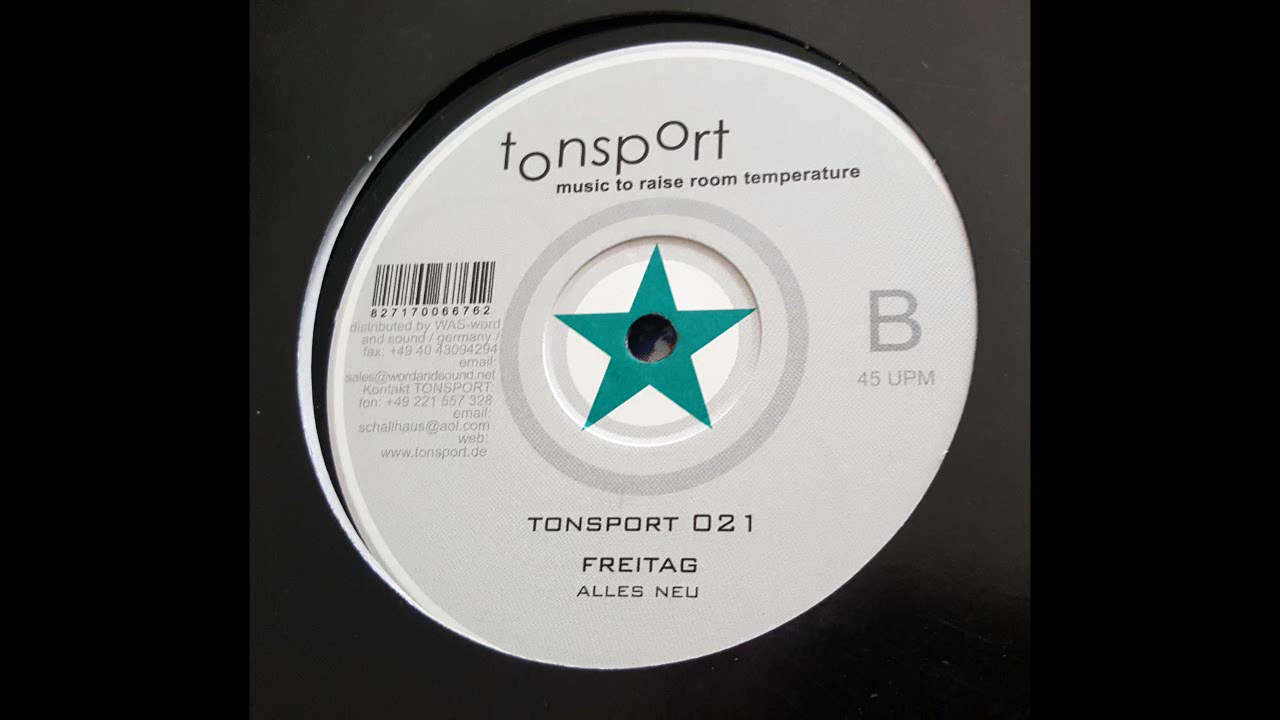 tonsport
music to raise room temperature
827170066762
distributed by WAS-word
and sound / germany /
fax: +49 40 43094294
email:
sales@wordandsound.net
Kontakt TONSPORT
fon: +49 221 557 328
email:
schallhaus@aol.com
web:
www.tonsport.de
B
45 UPM
TONSPORT 021
FREITAG
ALLES NEU